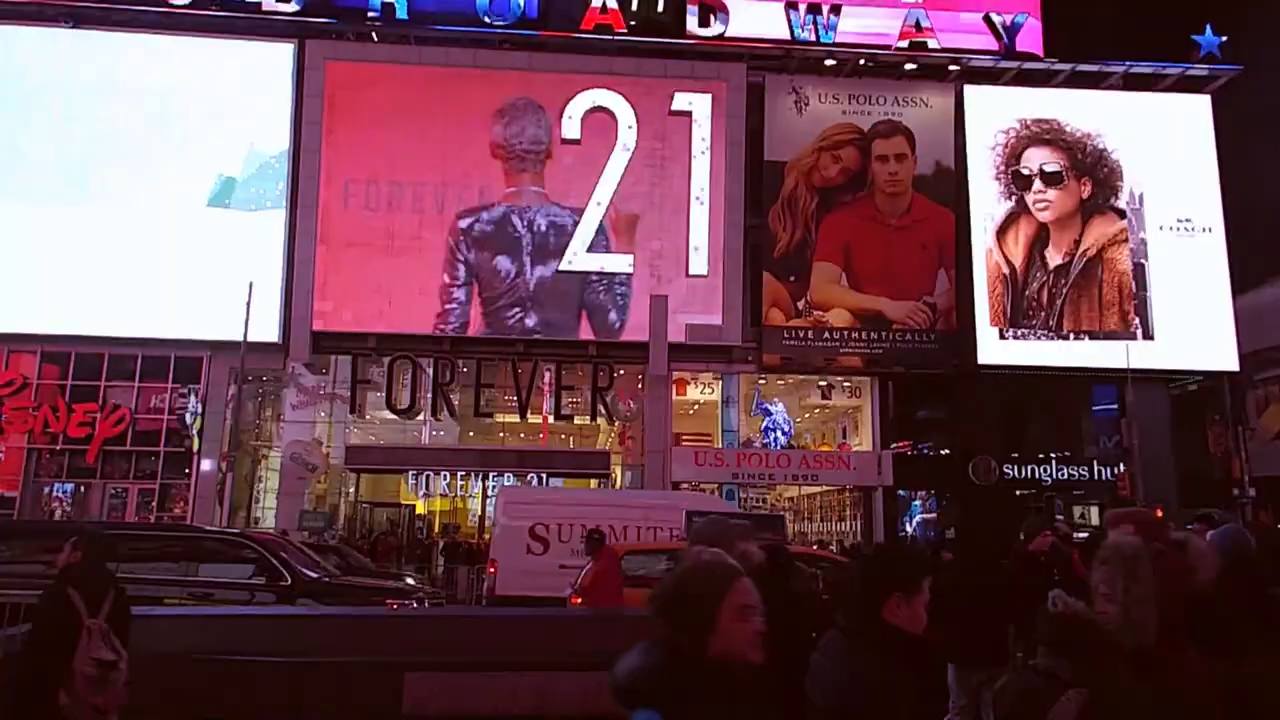 BROADWAY
FOREVER
21
U.S. POLO ASSN.
SINCE 1890
LIVE AUTHENTICALLY
COACH
DISNEY
FOREVER
$25
$30
U.S. POLO ASSN.
SINCE 1890
FOREVER 21
sunglass hut
SUMMIT